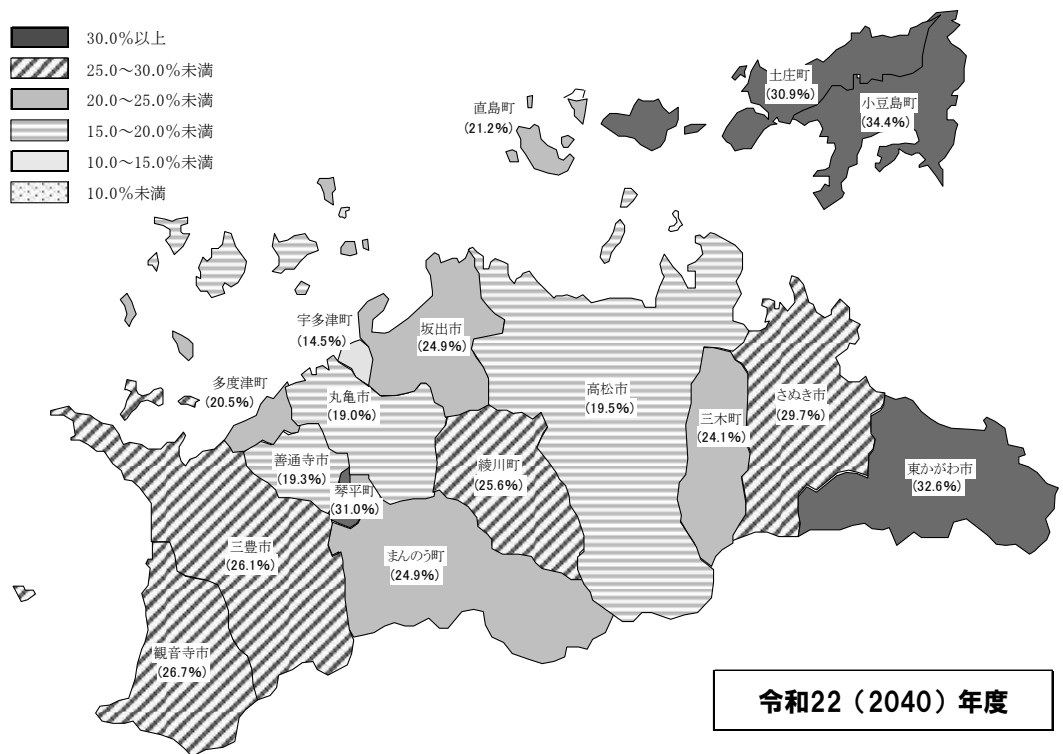 30.0％以上
25.0～30.0％未満
20.0～25.0％未満
15.0～20.0％未満
10.0～15.0％未満
10.0％未満
土庄町
(30.9%)
小豆島町
(34.4%)
直島町
(21.2%)
宇多津町
(14.5%)
坂出市
(24.9%)
多度津町
(20.5%)
丸亀市
(19.0%)
高松市
(19.5%)
三木町
(24.1%)
さぬき市
(29.7%)
善通寺市
(19.3%)
琴平町
(31.0%)
綾川町
(25.6%)
東かがわ市
(32.6%)
三豊市
(26.1%)
まんのう町
(24.9%)
観音寺市
(26.7%)
令和22（2040）年度